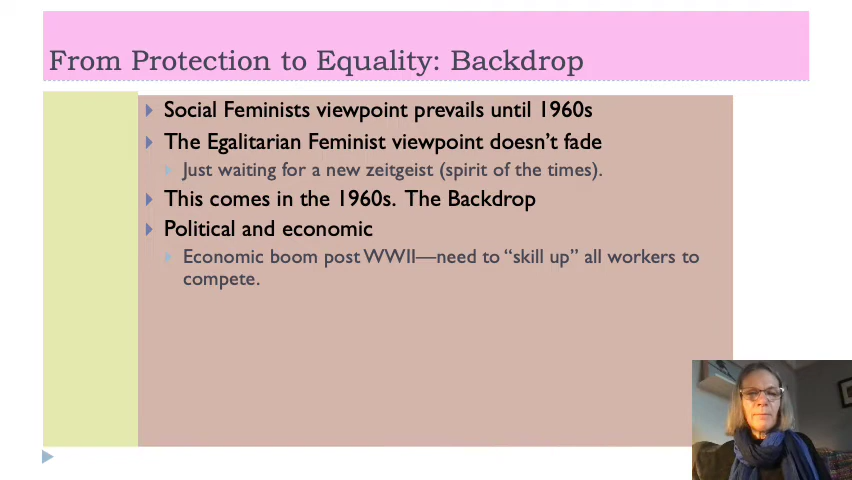 From Protection to Equality: Backdrop
Social Feminists viewpoint prevails until 1960s
The Egalitarian Feminist viewpoint doesn't fade
Just waiting for a new zeitgeist (spirit of the times).
This comes in the 1960s. The Backdrop
Political and economic
Economic boom post WWII—need to “skill up” all workers to
compete.